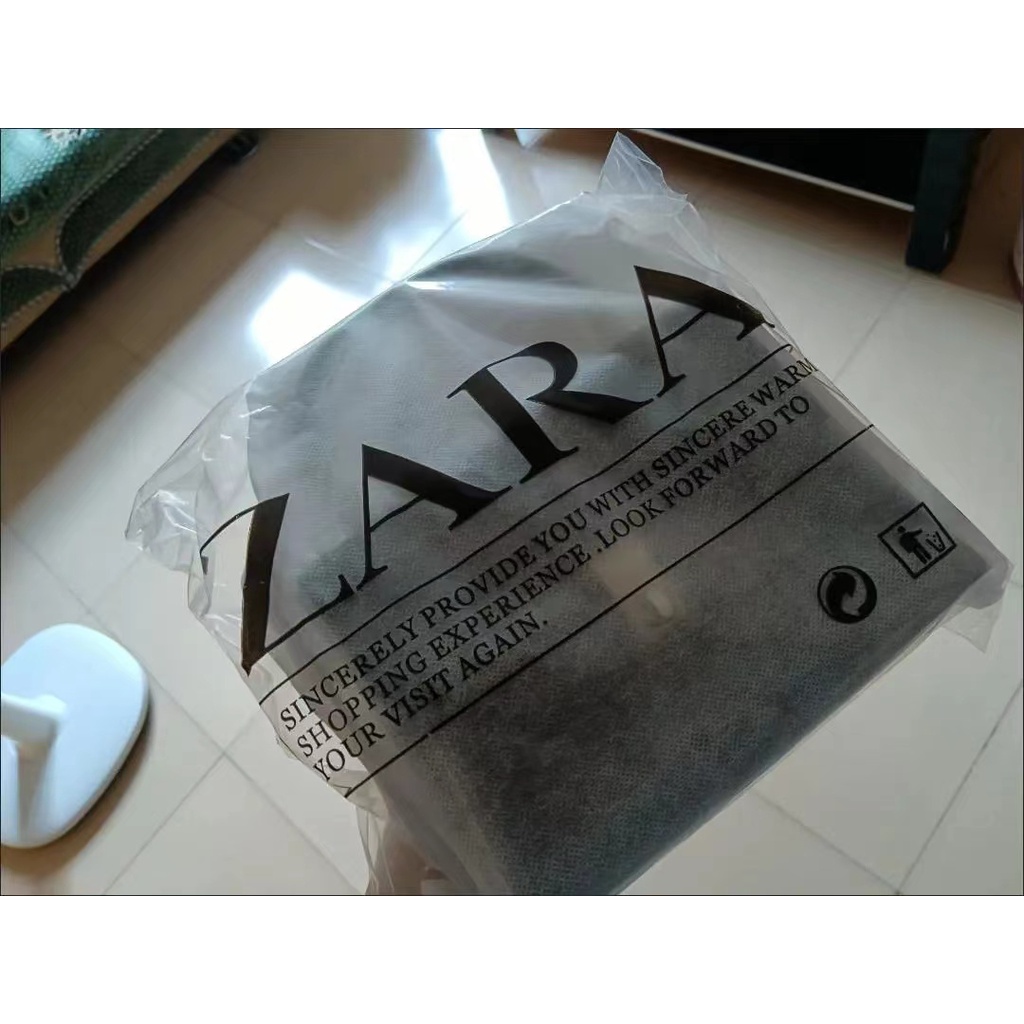 ZARA
SINCERELY PROVIDE YOU WITH SINCERE WARM
SHOPPING EXPERIENCE .LOOK FORWARD TO
YOUR VISIT AGAIN.